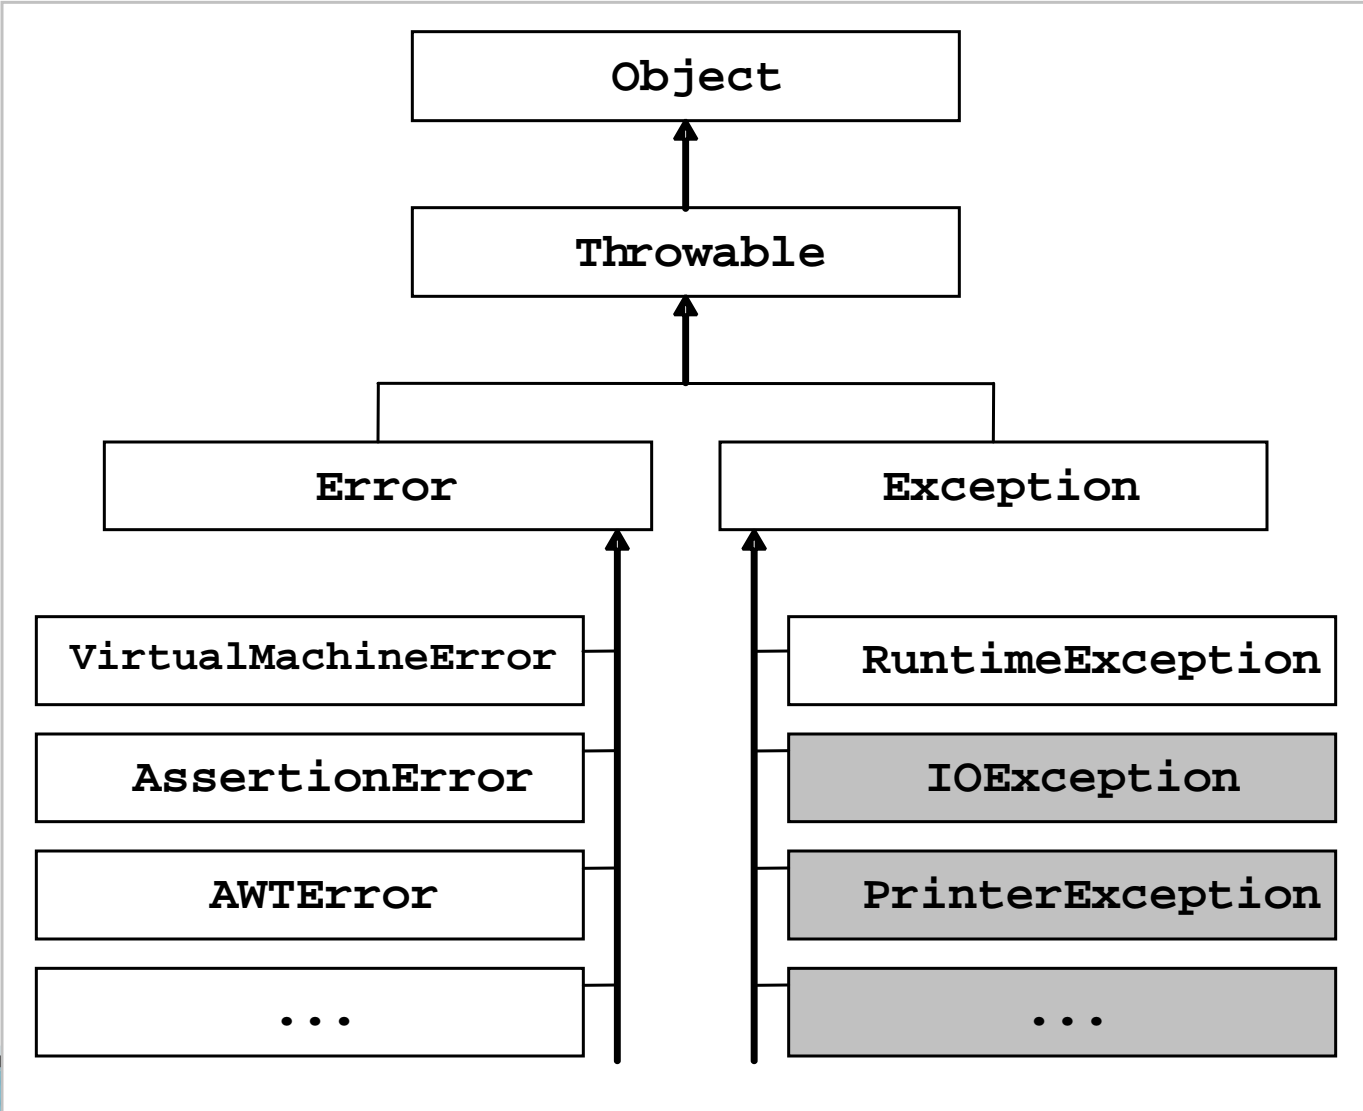 Object
Throwable
Error
Exception
VirtualMachineError
RuntimeException
AssertionError
IOException
AWTError
PrinterException
...
...